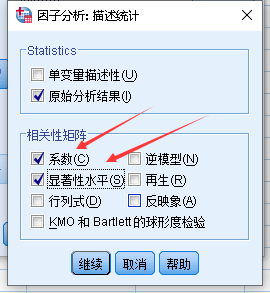 因子分析: 描述统计
Statistics
单变量描述性(U)
原始分析结果(I)
相关性矩阵
系数(C)
逆模型(N)
显著性水平(S)
再生(R)
行列式(D)
反映象(A)
KMO 和 Bartlett 的球形度检验
继续
取消
帮助